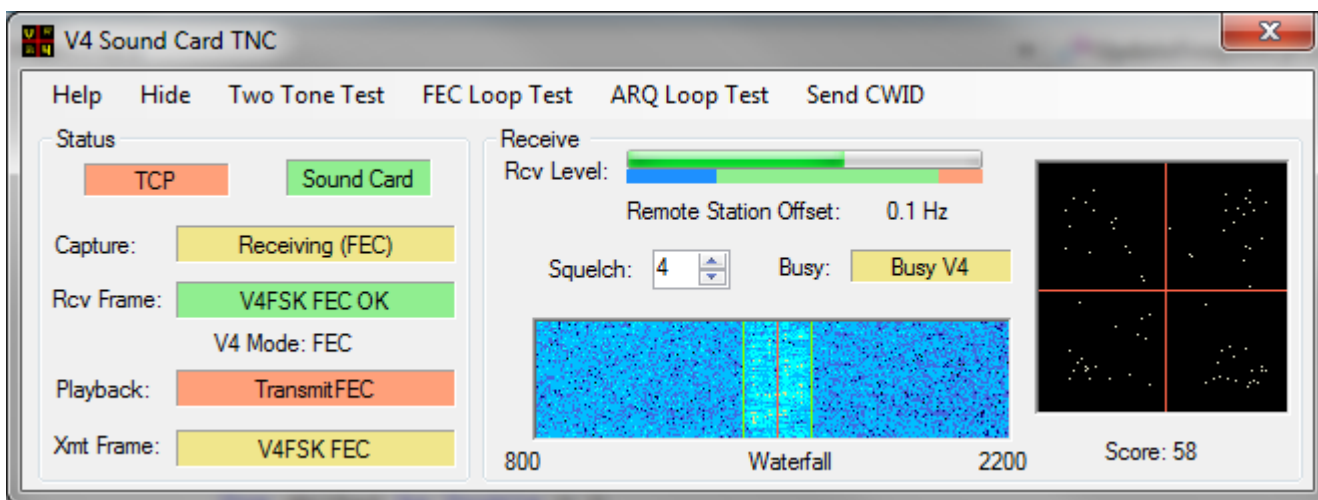 V4 Sound Card TNC
X
Help Hide Two Tone Test FEC Loop Test ARQ Loop Test Send CWID
Status
TCP Sound Card
Capture: Receiving (FEC)
Rcv Frame: V4FSK FEC OK
V4 Mode: FEC
Playback: TransmitFEC
Xmt Frame: V4FSK FEC
Receive
Rcv Level:
Remote Station Offset: 0.1 Hz
Squelch: 4 Busy: Busy V4
800 Waterfall 2200
Score: 58